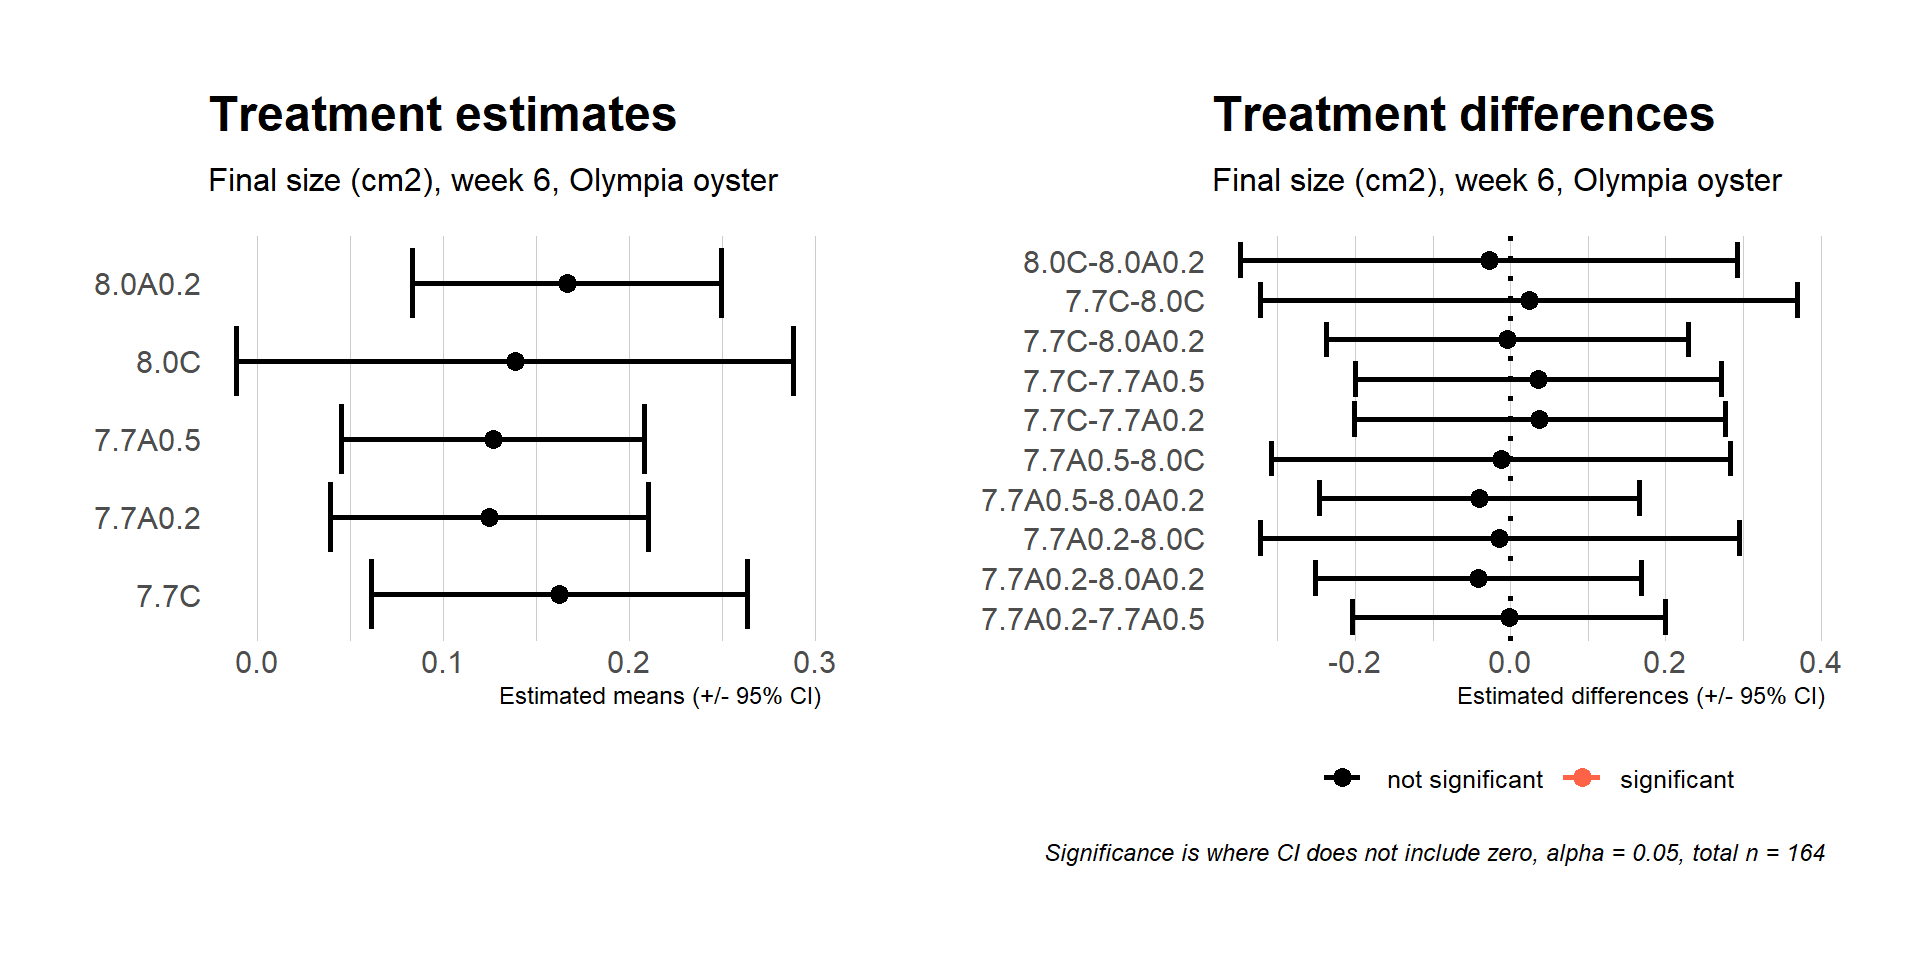 Treatment estimates
Final size (cm2), week 6, Olympia oyster
8.0A0.2
8.0C
7.7A0.5
7.7A0.2
7.7C
0.0 0.1 0.2 0.3
Estimated means (+/- 95% CI)
Treatment differences
Final size (cm2), week 6, Olympia oyster
8.0C-8.0A0.2
7.7C-8.0C
7.7C-8.0A0.2
7.7C-7.7A0.5
7.7C-7.7A0.2
7.7A0.5-8.0C
7.7A0.5-8.0A0.2
7.7A0.2-8.0C
7.7A0.2-8.0A0.2
7.7A0.2-7.7A0.5
-0.2 0.0 0.2 0.4
Estimated differences (+/- 95% CI)
not significant significant
Significance is where CI does not include zero, alpha = 0.05, total n = 164